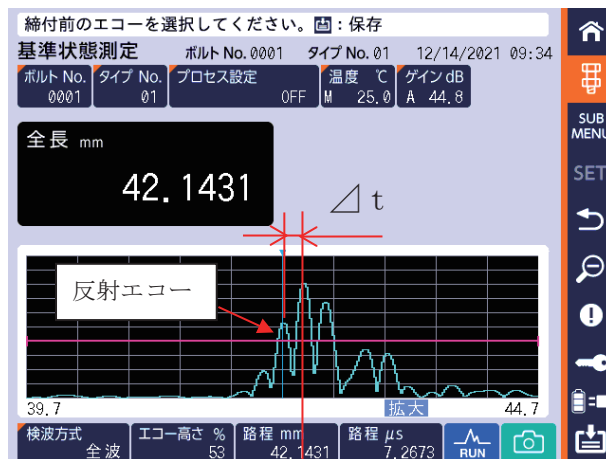 締付前のエコーを選択してください。 : 保存
基準状態測定 ボルト No. 0001 タイプ No. 01 12/14/2021 09:34
ボルト No. タイプ No. プロセス設定 温度 ℃ ゲイン dB
0001 01 OFF M 25.0 A 44.8
SUB
MENU
SET
全長 mm
42.1431
⊿t
反射エコー
39.7 拡大 44.7
検波方式 エコー高さ % 路程 mm 路程 μs
全波 53 42.1431 7.2673 RUN